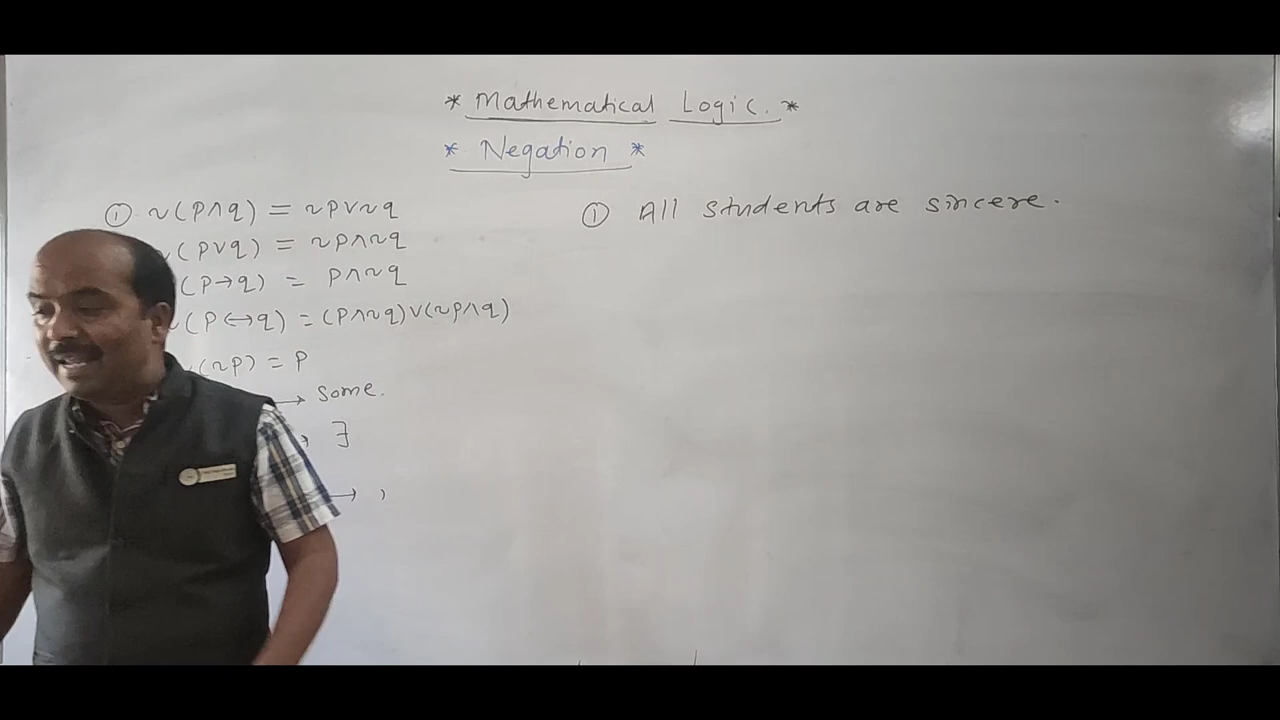 * Mathematical Logic. *
* Negation *
① ~(p∧q) = ~p∨~q
~(p∨q) = ~p∧~q
(p→q) = p∧~q
~(p↔q) = (p∧~q)∨(~p∧q)
~(~p) = p
→ some.
→ ∃
→ ,
① All students are sincere.